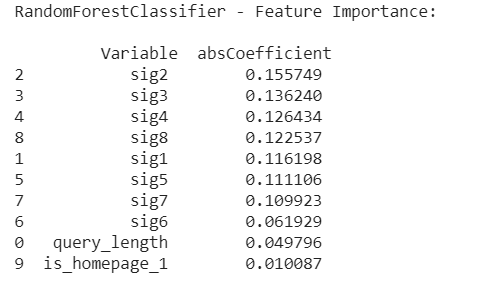 RandomForestClassifier - Feature Importance:
Variable absCoefficient
2 sig2 0.155749
3 sig3 0.136240
4 sig4 0.126434
8 sig8 0.122537
1 sig1 0.116198
5 sig5 0.111106
7 sig7 0.109923
6 sig6 0.061929
0 query_length 0.049796
9 is_homepage_1 0.010087